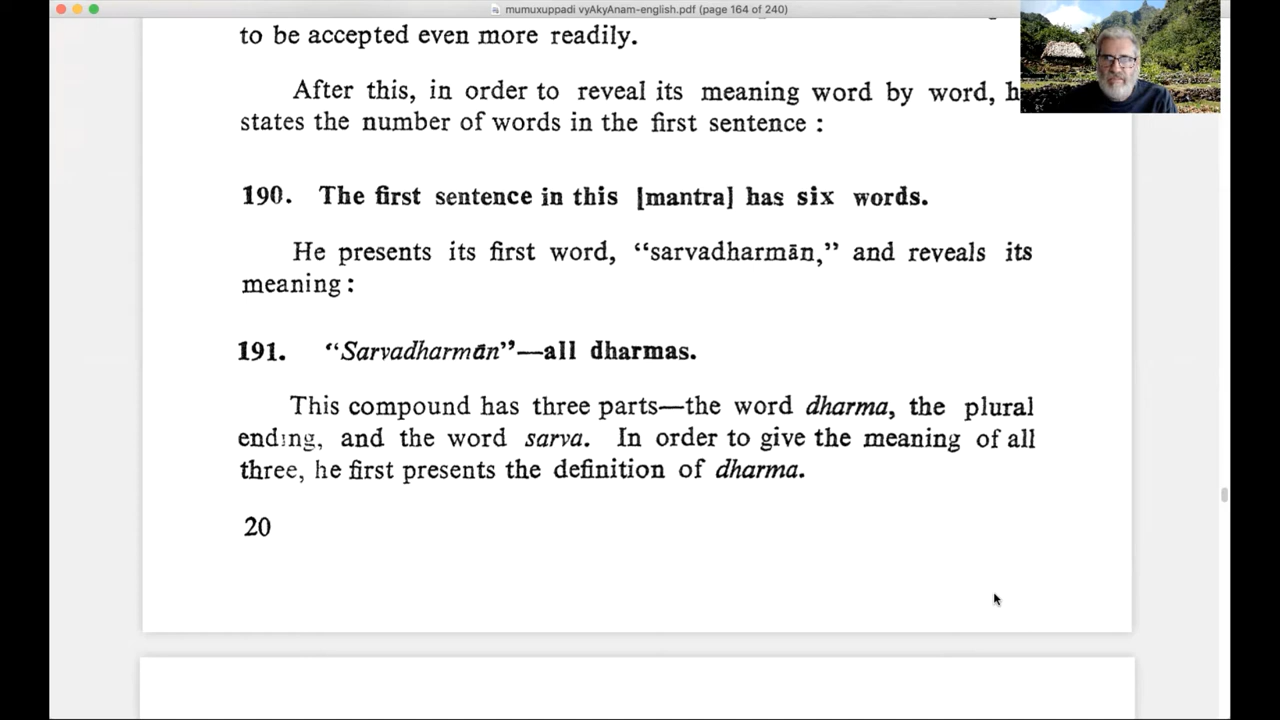 mumuxuppadi vyAkyAnam-english.pdf (page 164 of 240)
to be accepted even more readily.
After this, in order to reveal its meaning word by word, h
states the number of words in the first sentence :
190. The first sentence in this [mantra] has six words.
He presents its first word, “sarvadharmān,” and reveals its
meaning :
191. “Sarvadharmān”—all dharmas.
This compound has three parts—the word dharma, the plural
ending, and the word sarva. In order to give the meaning of all
three, he first presents the definition of dharma.
20